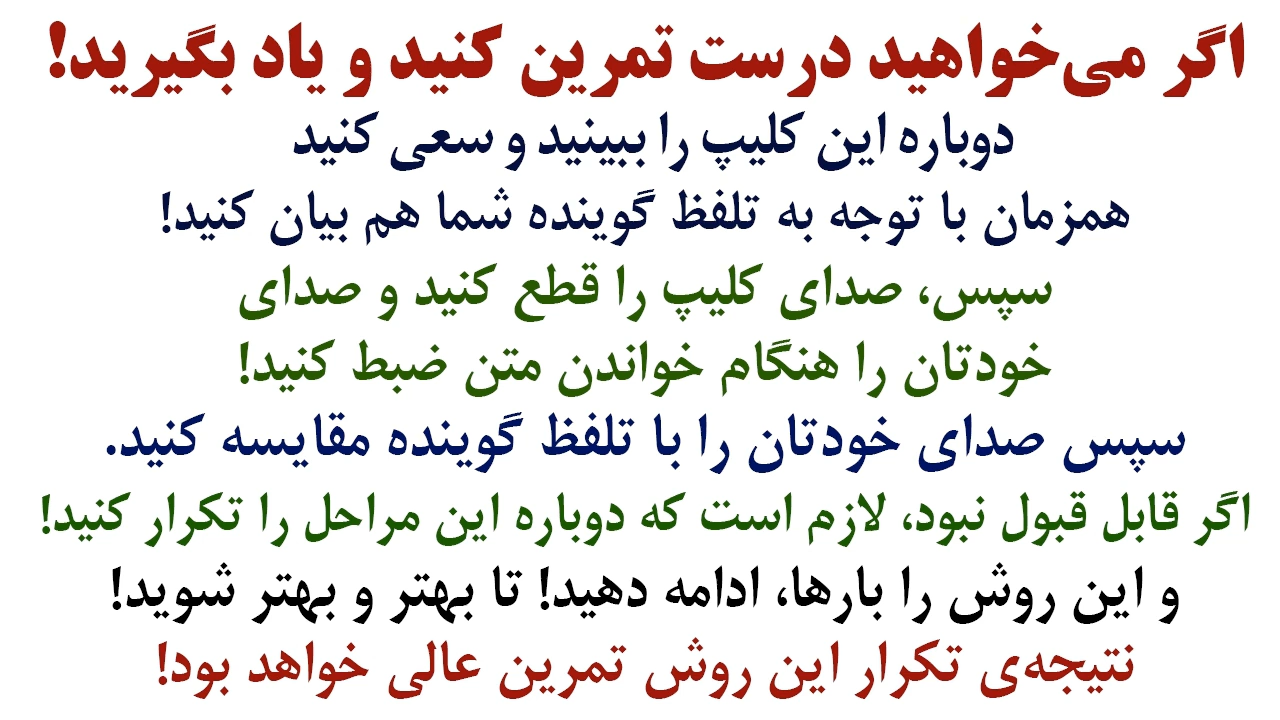 اگر می‌خواهید درست تمرین کنید و یاد بگیرید!
دوباره این کلیپ را ببینید و سعی کنید
همزمان با توجه به تلفظ گوینده شما هم بیان کنید!
سپس، صدای کلیپ را قطع کنید و صدای
خودتان را هنگام خواندن متن ضبط کنید!
سپس صدای خودتان را با تلفظ گوینده مقایسه کنید.
اگر قابل قبول نبود، لازم است که دوباره این مراحل را تکرار کنید!
و این روش را بارها، ادامه دهید! تا بهتر و بهتر شوید!
نتیجه‌ی تکرار این روش تمرین عالی خواهد بود!